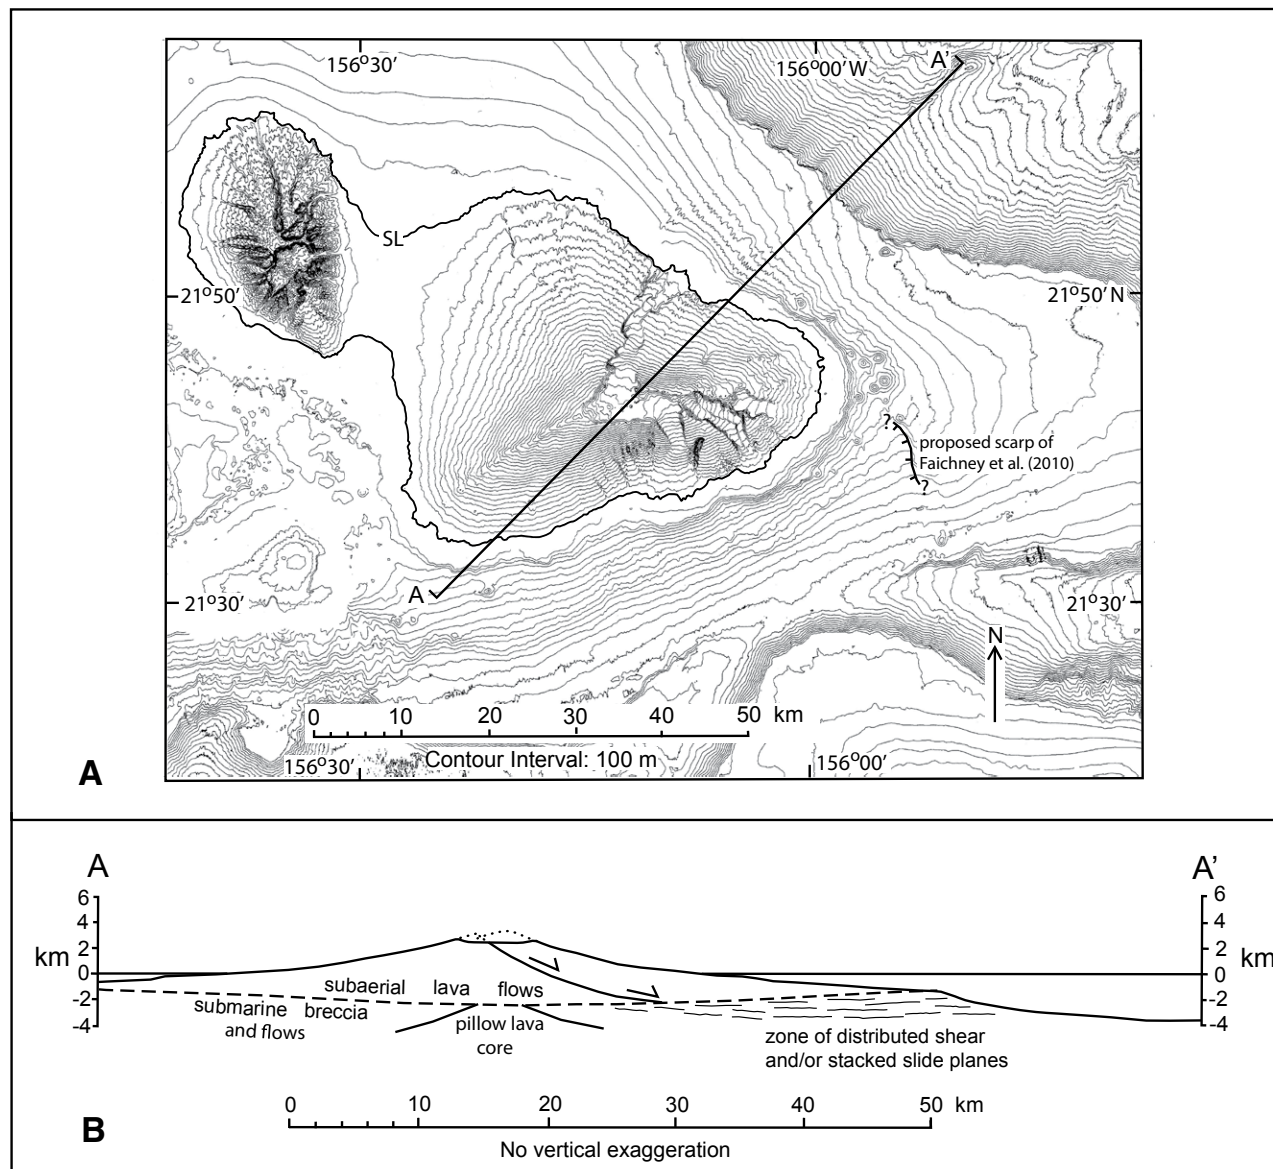 156°30′
156°00′ W
A'
SL
21°50′
21°50′ N
?
proposed scarp of
Faichney et al. (2010)
?
A
21°30′
21°30′
N
0 10 20 30 40 50 km
Contour Interval: 100 m
156°30′
156°00′
A
A
A'
6
4
2
0
-2
-4
km
6
4
2
0
-2
-4
km
subaerial lava flows
submarine breccia
and flows
pillow lava
core
zone of distributed shear
and/or stacked slide planes
0 10 20 30 40 50 km
B
No vertical exaggeration